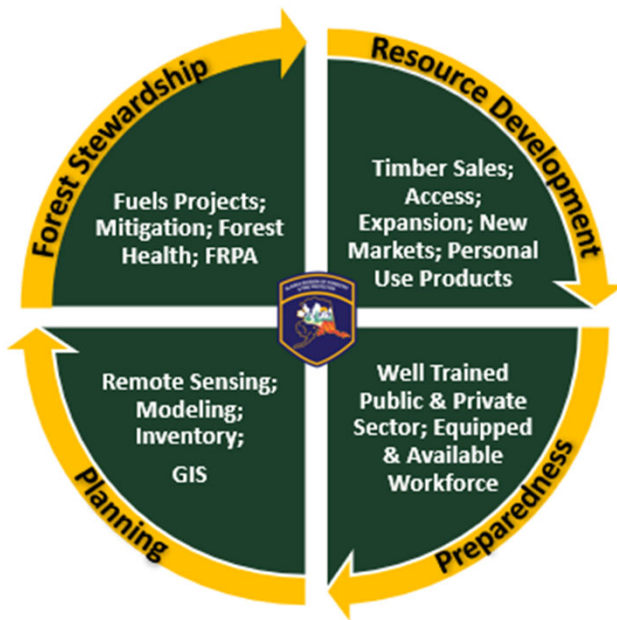 Forest Stewardship
Fuels Projects;
Mitigation; Forest
Health; FRPA
Resource Development
Timber Sales;
Access;
Expansion; New
Markets; Personal
Use Products
Remote Sensing;
Modeling;
Inventory;
GIS
Planning
Well Trained
Public & Private
Sector; Equipped
& Available
Workforce
Preparedness